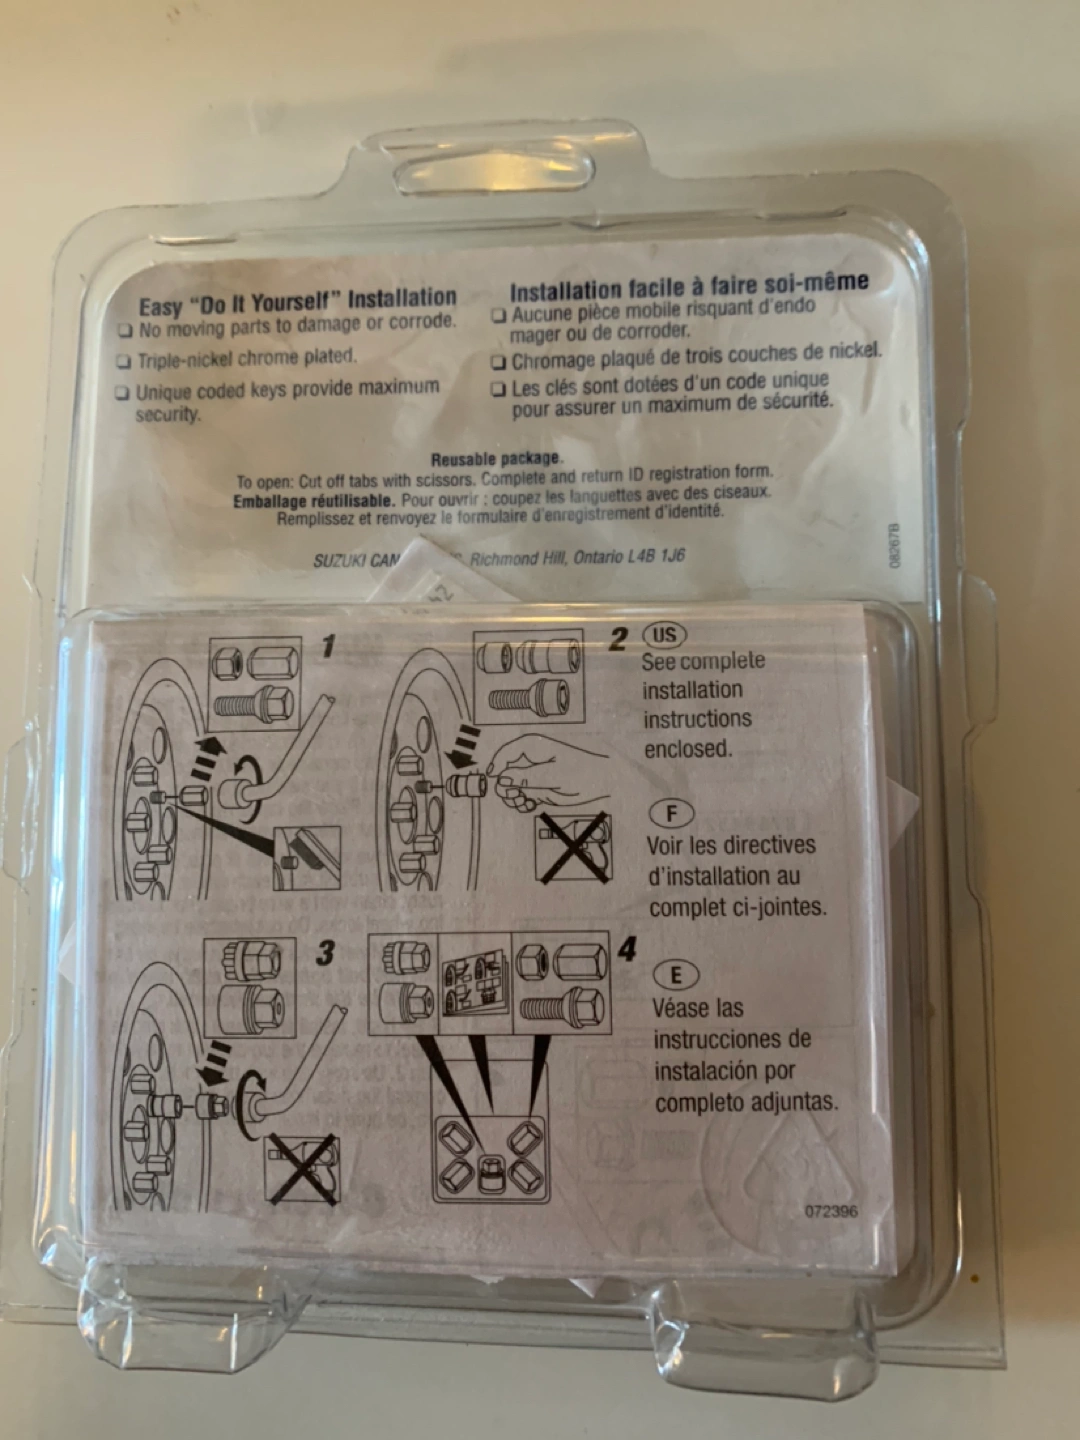 Easy "Do It Yourself" Installation
❏ No moving parts to damage or corrode.
❏ Triple-nickel chrome plated.
❏ Unique coded keys provide maximum
security.
Installation facile à faire soi-même
❏ Aucune pièce mobile risquant d'endo
mager ou de corroder.
❏ Chromage plaqué de trois couches de nickel.
❏ Les clés sont dotées d'un code unique
pour assurer un maximum de sécurité.
Reusable package.
To open: Cut off tabs with scissors. Complete and return ID registration form.
Emballage réutilisable. Pour ouvrir : coupez les languettes avec des ciseaux.
Remplissez et renvoyez le formulaire d'enregistrement d'identité.
SUZUKI CAN Richmond Hill, Ontario L4B 1J6
08267B
1
2
US
See complete
installation
instructions
enclosed.
F
Voir les directives
d'installation au
complet ci-jointes.
3
4
E
Véase las
instrucciones de
instalación por
completo adjuntas.
072396